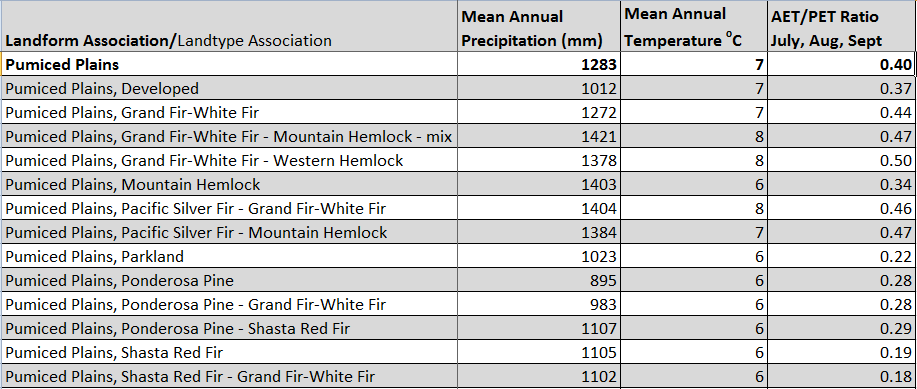 Landform Association/Landtype Association Mean Annual Precipitation (mm) Mean Annual Temperature °C AET/PET Ratio July, Aug, Sept
Pumiced Plains 1283 7 0.40
Pumiced Plains, Developed 1012 7 0.37
Pumiced Plains, Grand Fir-White Fir 1272 7 0.44
Pumiced Plains, Grand Fir-White Fir - Mountain Hemlock - mix 1421 8 0.47
Pumiced Plains, Grand Fir-White Fir - Western Hemlock 1378 8 0.50
Pumiced Plains, Mountain Hemlock 1403 6 0.34
Pumiced Plains, Pacific Silver Fir - Grand Fir-White Fir 1404 8 0.46
Pumiced Plains, Pacific Silver Fir - Mountain Hemlock 1384 7 0.47
Pumiced Plains, Parkland 1023 6 0.22
Pumiced Plains, Ponderosa Pine 895 6 0.28
Pumiced Plains, Ponderosa Pine - Grand Fir-White Fir 983 6 0.28
Pumiced Plains, Ponderosa Pine - Shasta Red Fir 1107 6 0.29
Pumiced Plains, Shasta Red Fir 1105 6 0.19
Pumiced Plains, Shasta Red Fir - Grand Fir-White Fir 1102 6 0.18